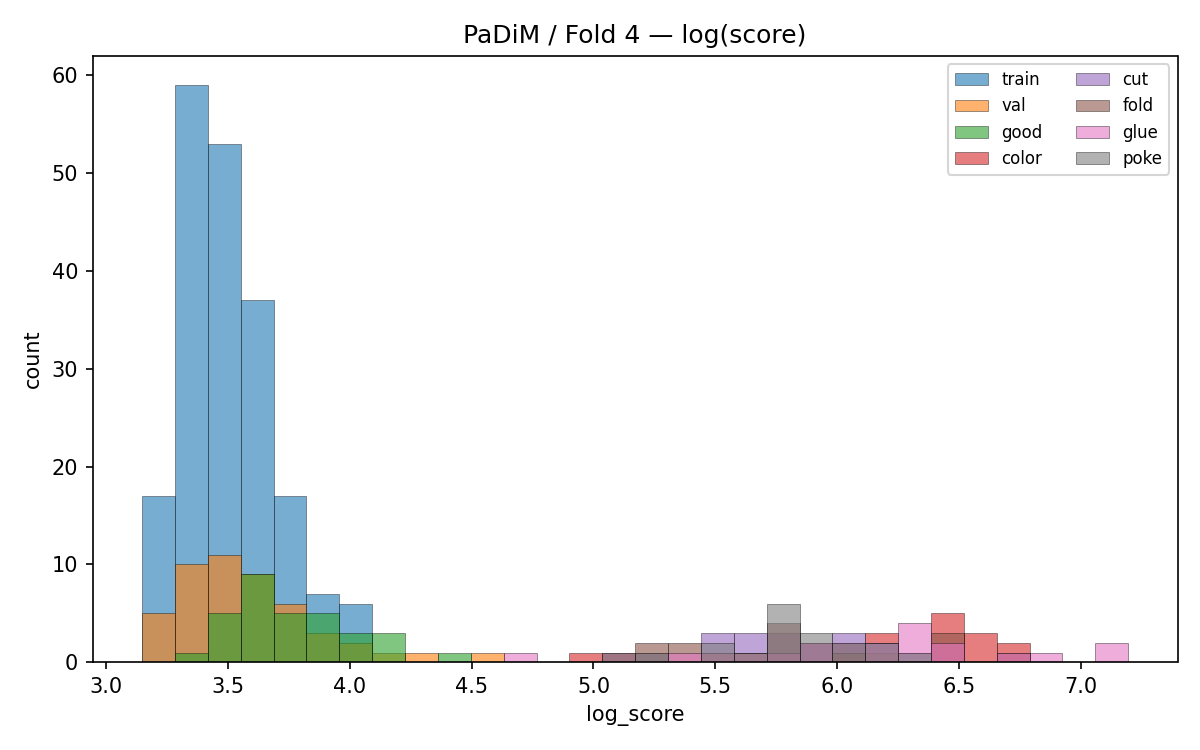 PaDiM / Fold 4 — log(score)
train
val
good
color
cut
fold
glue
poke
count
60
50
40
30
20
10
0
3.0 3.5 4.0 4.5 5.0 5.5 6.0 6.5 7.0
log_score